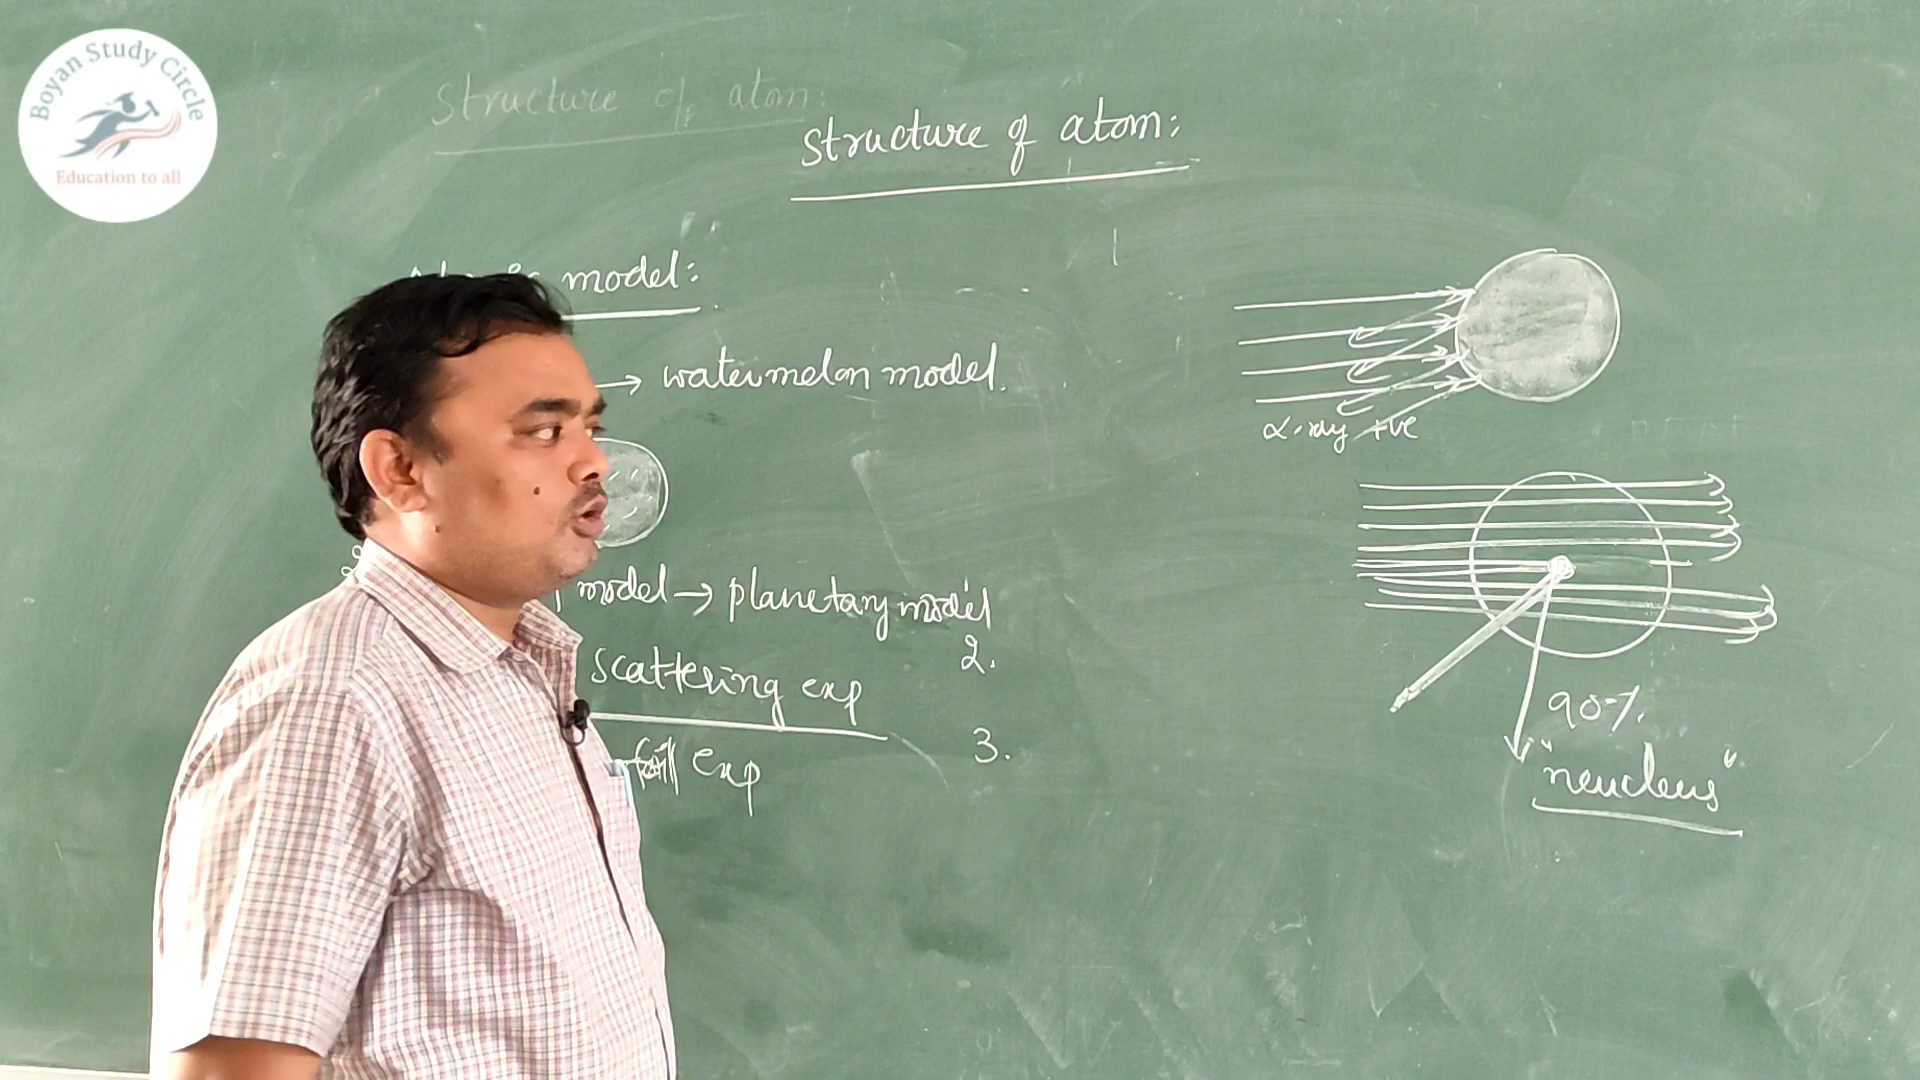 Boyan Study Circle
Education to all
Structure of atom:
Structure of atom:
model:
→ watermelon model.
α-ray +ve
model → planetary model
2.
scattering exp
foil exp
3.
90%
"neucleus"